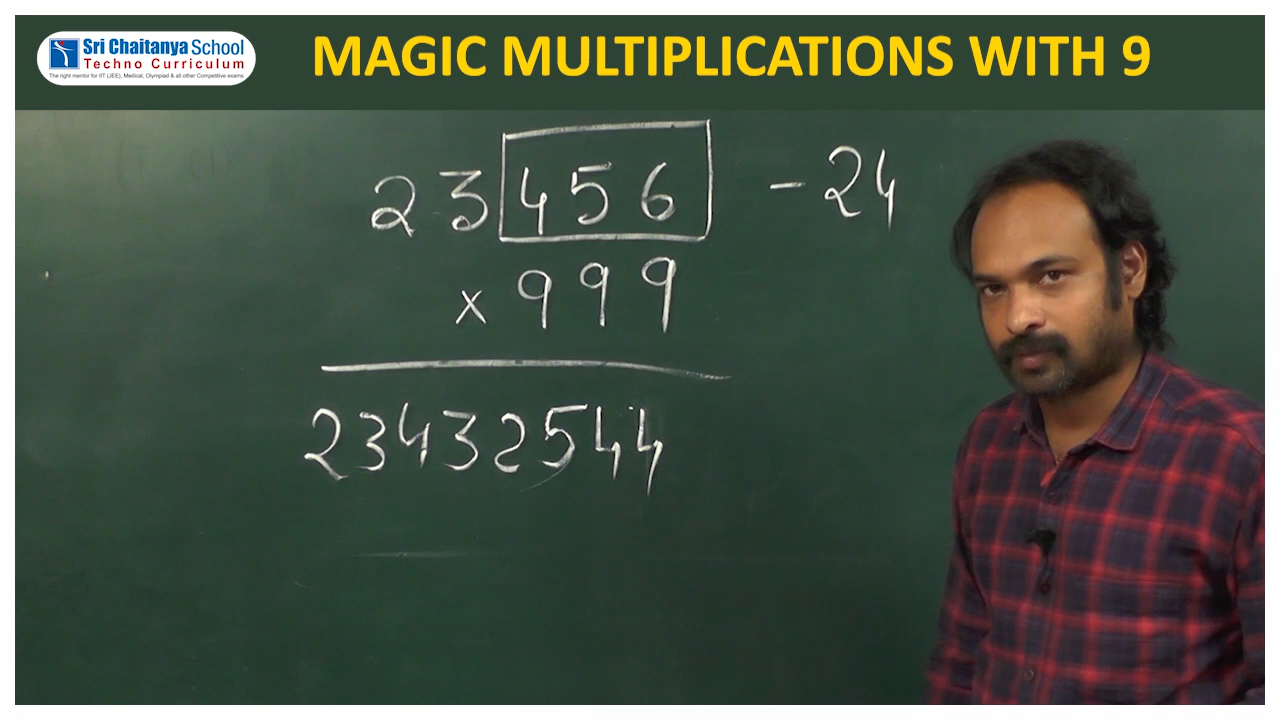 Sri Chaitanya School
Techno Curriculum
The right mentor for IIT (JEE), Medical, Olympiad & all other Competitive exams
MAGIC MULTIPLICATIONS WITH 9
23456 - 24
× 999
23432544